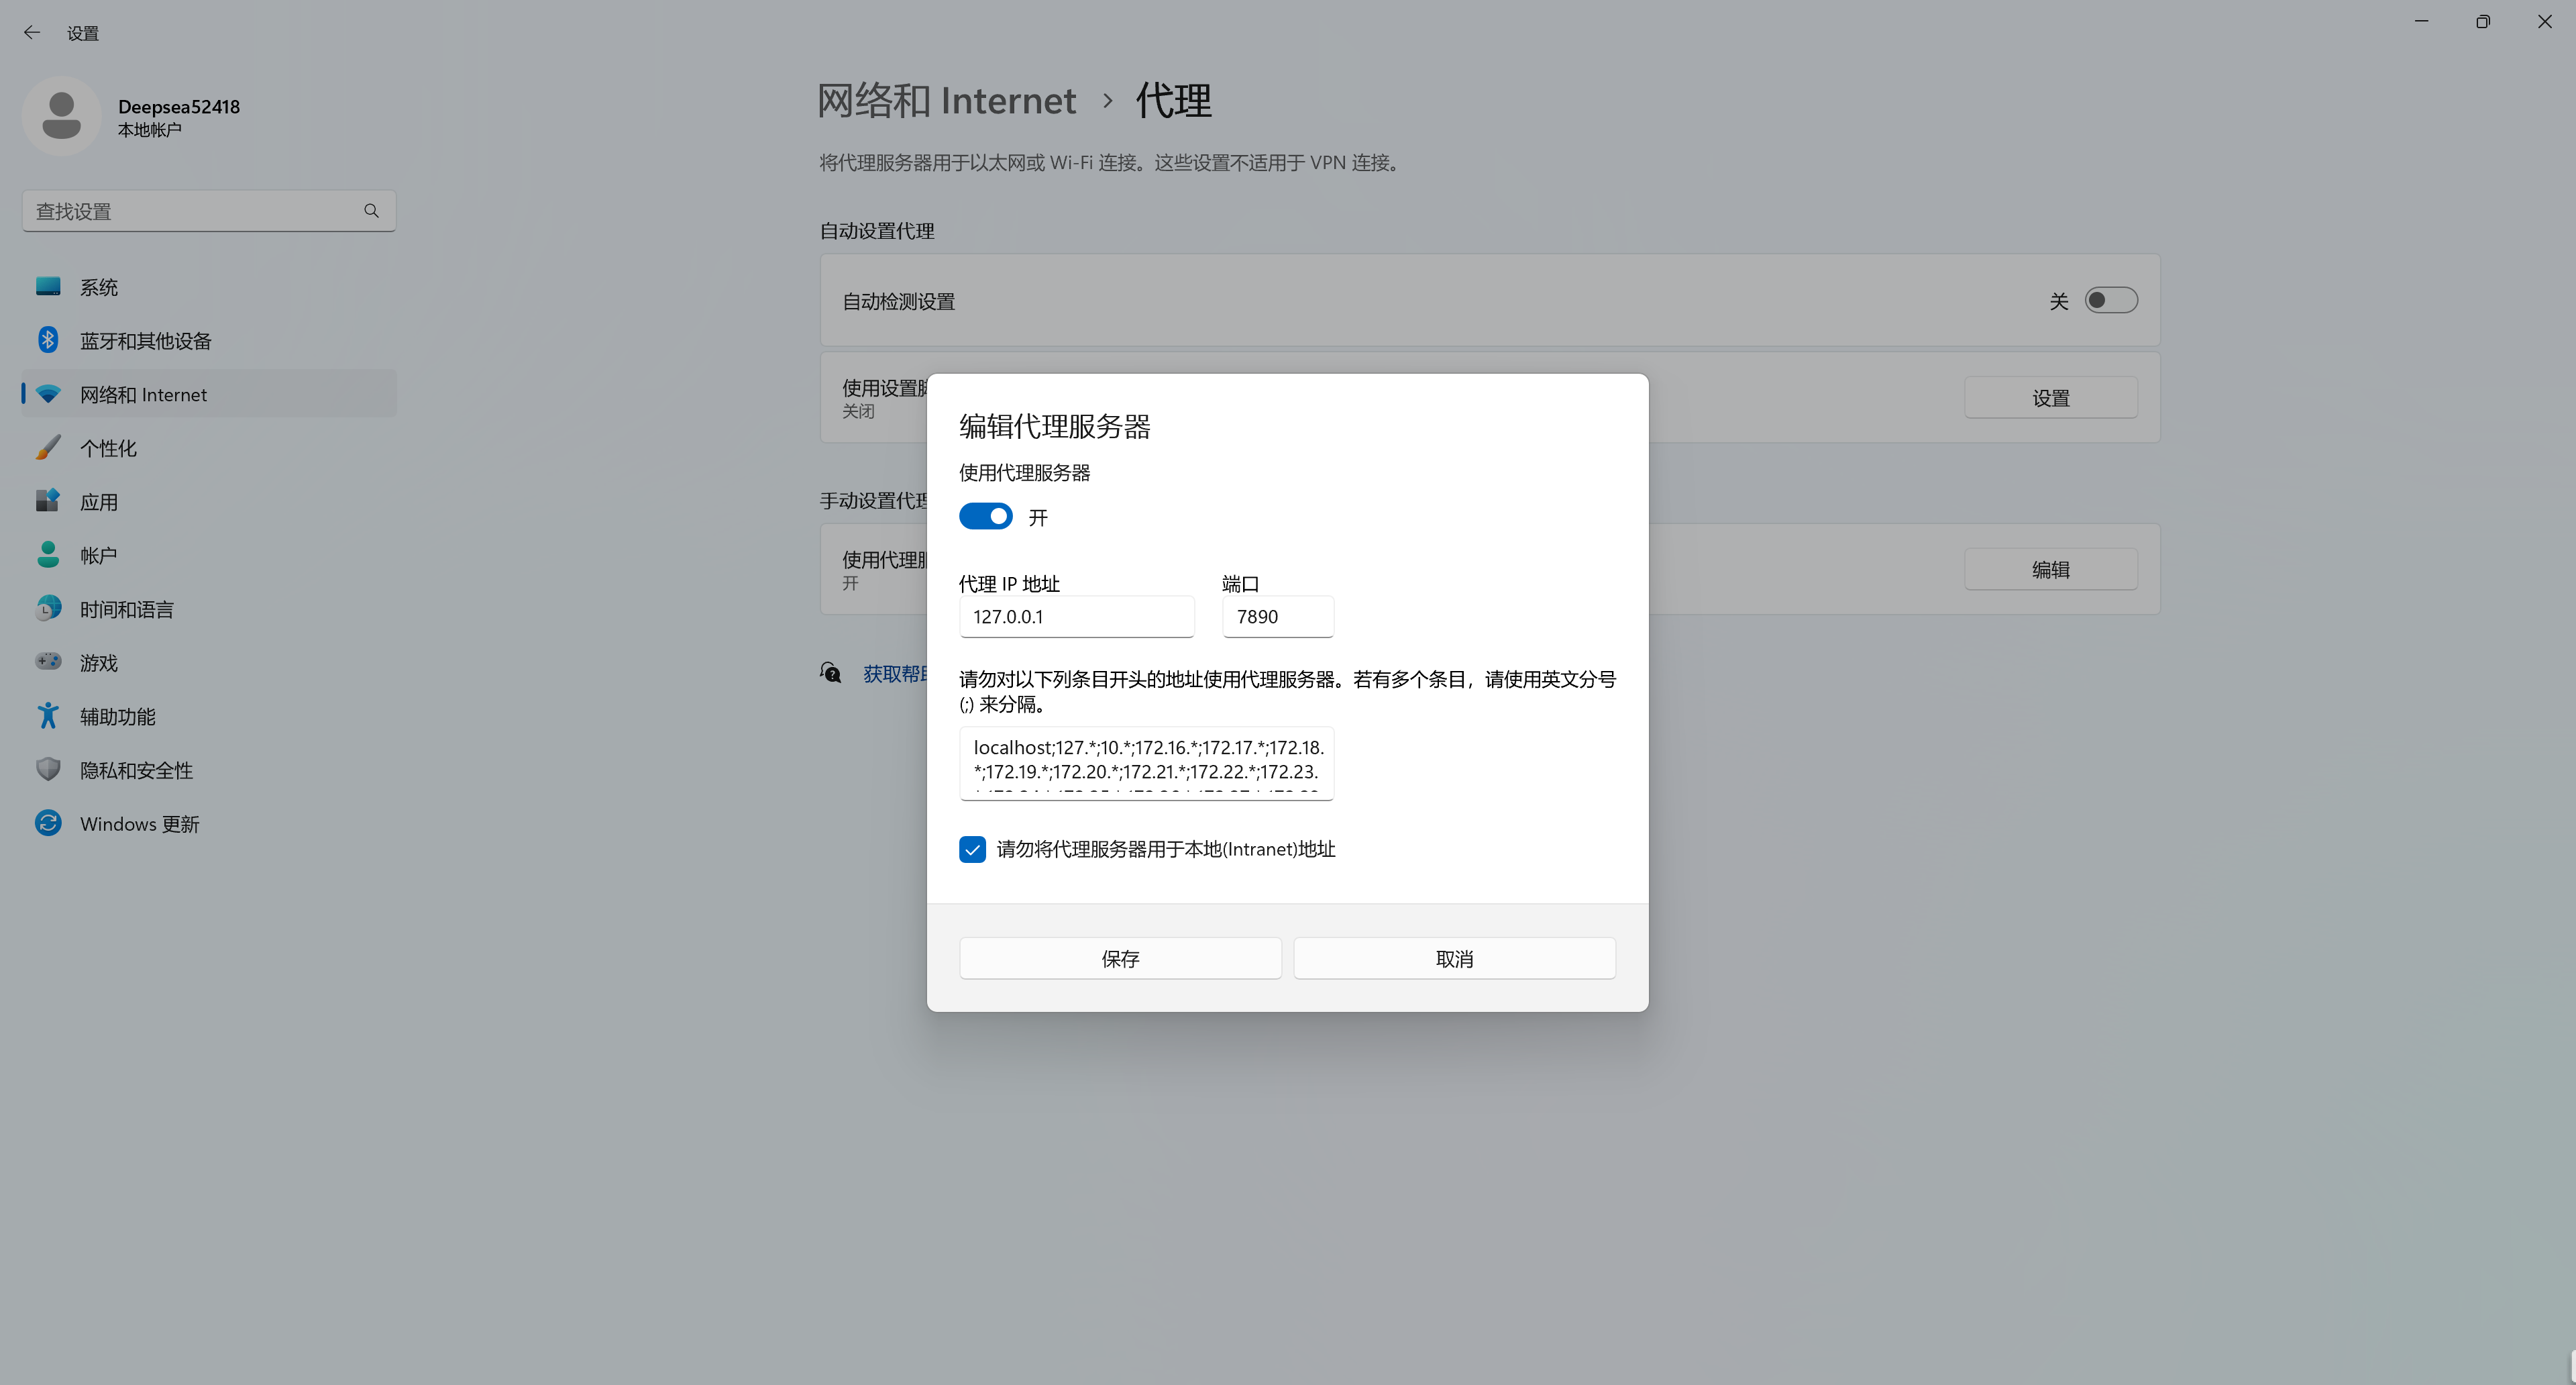 设置
Deepsea52418
本地帐户
查找设置
系统
蓝牙和其他设备
网络和 Internet
个性化
应用
帐户
时间和语言
游戏
辅助功能
隐私和安全性
Windows 更新
网络和 Internet › 代理
将代理服务器用于以太网或 Wi-Fi 连接。这些设置不适用于 VPN 连接。
自动设置代理
自动检测设置
关
使用设置
关闭
设置
手动设置代理
使用代理
开
编辑
获取帮
编辑代理服务器
使用代理服务器
开
代理 IP 地址
端口
127.0.0.1
7890
请勿对以下列条目开头的地址使用代理服务器。若有多个条目，请使用英文分号
(;) 来分隔。
localhost;127.*;10.*;172.16.*;172.17.*;172.18.
*;172.19.*;172.20.*;172.21.*;172.22.*;172.23.
请勿将代理服务器用于本地(Intranet)地址
保存
取消